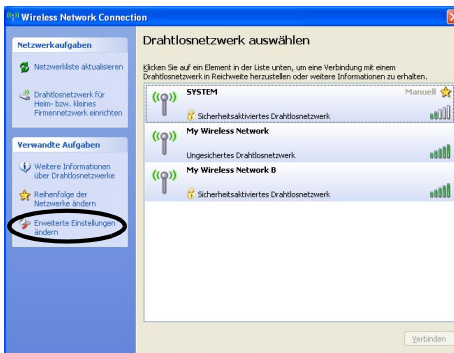 Wireless Network Connection
Netzwerkaufgaben
Netzwerkliste aktualisieren
Drahtlosnetzwerk für
Heim- bzw. kleines
Firmennetzwerk einrichten
Verwandte Aufgaben
Weitere Informationen
über Drahtlosnetzwerke
Reihenfolge der
Netzwerke ändern
Erweiterte Einstellungen
ändern
Drahtlosnetzwerk auswählen
Klicken Sie auf ein Element in der Liste unten, um eine Verbindung mit einem
Drahtlosnetzwerk in Reichweite herzustellen oder weitere Informationen zu erhalten.
SYSTEM Manuell
Sicherheitsaktiviertes Drahtlosnetzwerk
My Wireless Network
Ungesichertes Drahtlosnetzwerk
My Wireless Network B
Sicherheitsaktiviertes Drahtlosnetzwerk
Verbinden